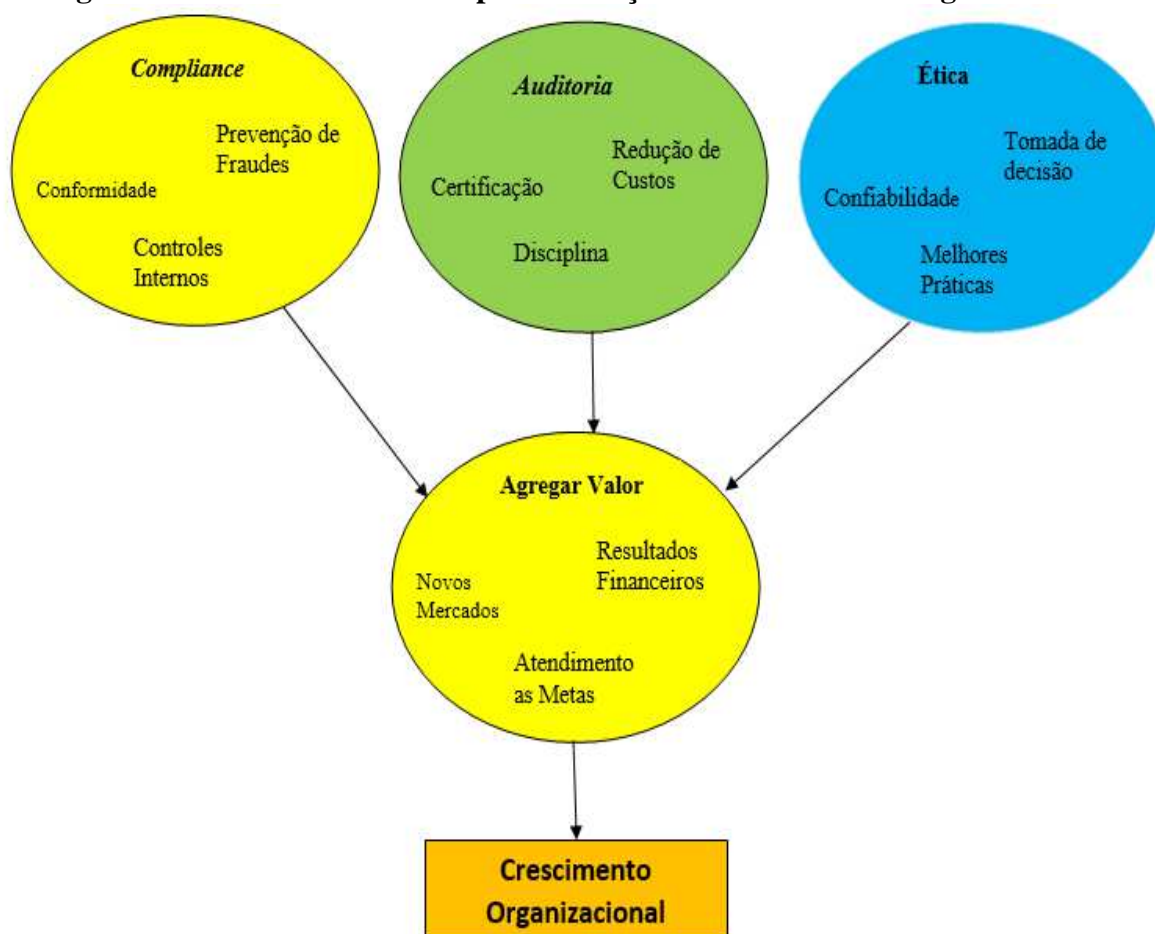 Compliance
Prevenção de
Fraudes
Conformidade
Controles
Internos
Auditoria
Redução de
Custos
Certificação
Disciplina
Ética
Tomada de
decisão
Confiabilidade
Melhores
Práticas
Agregar Valor
Resultados
Financeiros
Novos
Mercados
Atendimento
as Metas
Crescimento
Organizacional